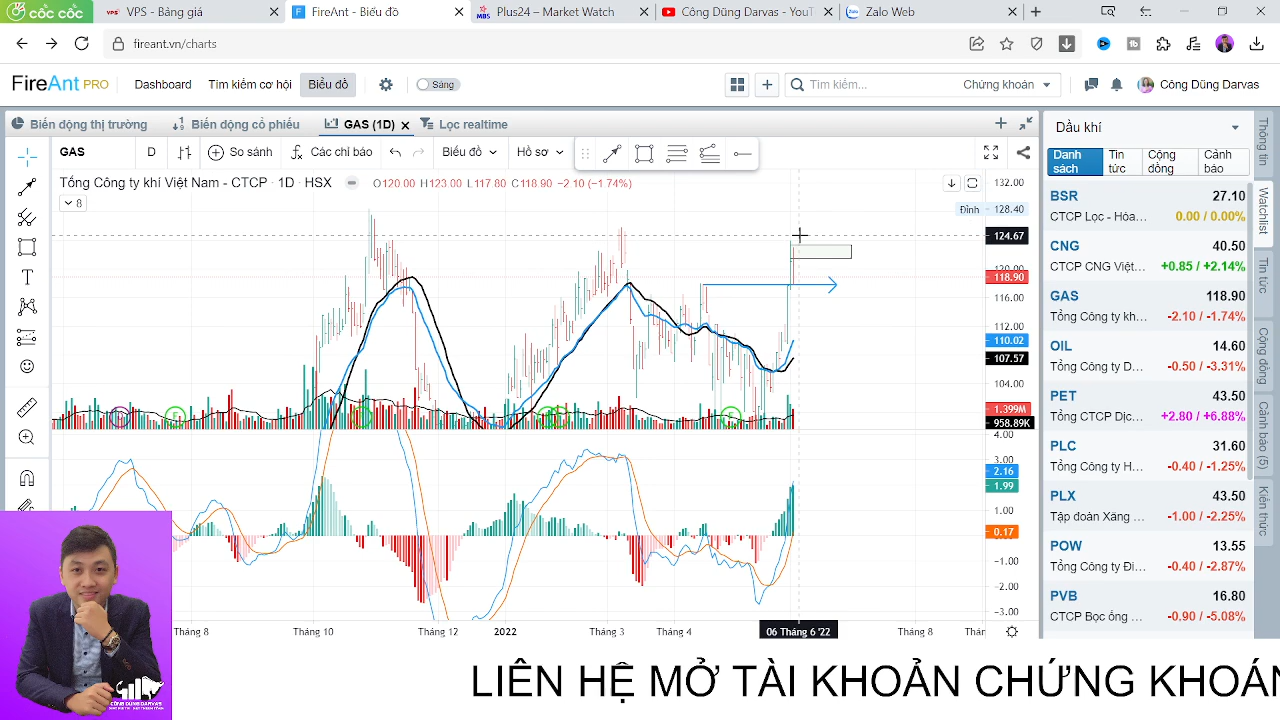 CỐC CỐC
VPS – Bảng giá
FireAnt - Biểu đồ
Plus24 – Market Watch
Công Dũng Darvas - YouT
Zalo Web
fireant.vn/charts
FireAnt PRO
Dashboard
Tìm kiếm cơ hội
Biểu đồ
Sáng
Tìm kiếm...
Chứng khoán
Công Dũng Darvas
Biến động thị trường
Biến động cổ phiếu
GAS (1D)
Lọc realtime
GAS
D
So sánh
Các chỉ báo
Biểu đồ
Hồ sơ
Tổng Công ty khí Việt Nam - CTCP · 1D · HSX
O120.00 H123.00 L117.80 C118.90 −2.10 (−1.74%)
8
132.00
Đỉnh 128.40
124.67
120.00
118.90
116.00
112.00
110.02
107.57
104.00
1.399M
958.89K
4.00
3.00
2.16
1.99
1.00
0.17
−1.00
−2.00
−3.00
Tháng 8
Tháng 10
Tháng 12
2022
Tháng 3
Tháng 4
06 Tháng 6 '22
Tháng 8
Thán
Dầu khí
Danh sách
Tin tức
Cộng đồng
Cảnh báo
BSR 27.10
CTCP Lọc - Hóa... 0.00 / 0.00%
CNG 40.50
CTCP CNG Việt... +0.85 / +2.14%
GAS 118.90
Tổng Công ty kh... -2.10 / -1.74%
OIL 14.60
Tổng Công ty D... -0.50 / -3.31%
PET 43.50
Tổng CTCP Dịc... +2.80 / +6.88%
PLC 31.60
Tổng Công ty H... -0.40 / -1.25%
PLX 43.50
Tập đoàn Xăng ... -1.00 / -2.25%
POW 13.55
Tổng Công ty Đi... -0.40 / -2.87%
PVB 16.80
CTCP Bọc ống ... -0.90 / -5.08%
Thông tin
Watchlist
Tin Tức
Cộng đồng
Cảnh báo (5)
Kiến thức
CÔNG DŨNG DARVAS
LIÊN HỆ MỞ TÀI KHOẢN CHỨNG KHOÁN